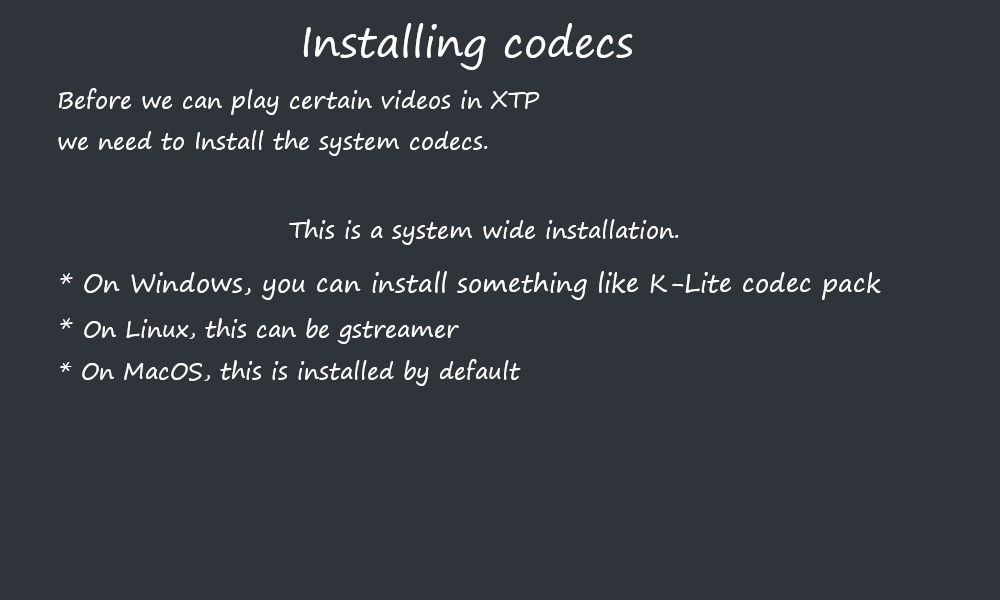 Installing codecs
Before we can play certain videos in XTP
we need to Install the system codecs.
This is a system wide installation.
* On Windows, you can install something like K-Lite codec pack
* On Linux, this can be gstreamer
* On MacOS, this is installed by default